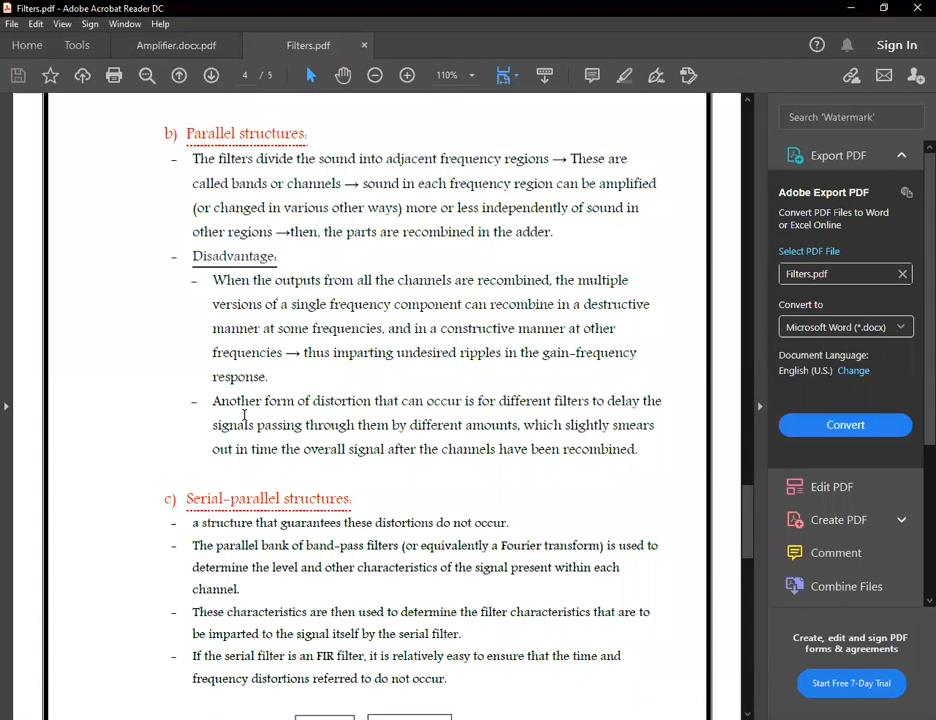 Filters.pdf - Adobe Acrobat Reader DC
File Edit View Sign Window Help
Home Tools Amplifier.docx.pdf Filters.pdf × Sign In
4 / 5 110%
b) Parallel structures:
- The filters divide the sound into adjacent frequency regions → These are
called bands or channels → sound in each frequency region can be amplified
(or changed in various other ways) more or less independently of sound in
other regions →then, the parts are recombined in the adder.
- Disadvantage:
- When the outputs from all the channels are recombined, the multiple
versions of a single frequency component can recombine in a destructive
manner at some frequencies, and in a constructive manner at other
frequencies → thus imparting undesired ripples in the gain-frequency
response.
- Another form of distortion that can occur is for different filters to delay the
signals passing through them by different amounts, which slightly smears
out in time the overall signal after the channels have been recombined.
c) Serial-parallel structures:
- a structure that guarantees these distortions do not occur.
- The parallel bank of band-pass filters (or equivalently a Fourier transform) is used to
determine the level and other characteristics of the signal present within each
channel.
- These characteristics are then used to determine the filter characteristics that are to
be imparted to the signal itself by the serial filter.
- If the serial filter is an FIR filter, it is relatively easy to ensure that the time and
frequency distortions referred to do not occur.
Search 'Watermark'
Export PDF
Adobe Export PDF
Convert PDF Files to Word
or Excel Online
Select PDF File
Filters.pdf
Convert to
Microsoft Word (*.docx)
Document Language:
English (U.S.) Change
Convert
Edit PDF
Create PDF
Comment
Combine Files
Create, edit and sign PDF
forms & agreements
Start Free 7-Day Trial